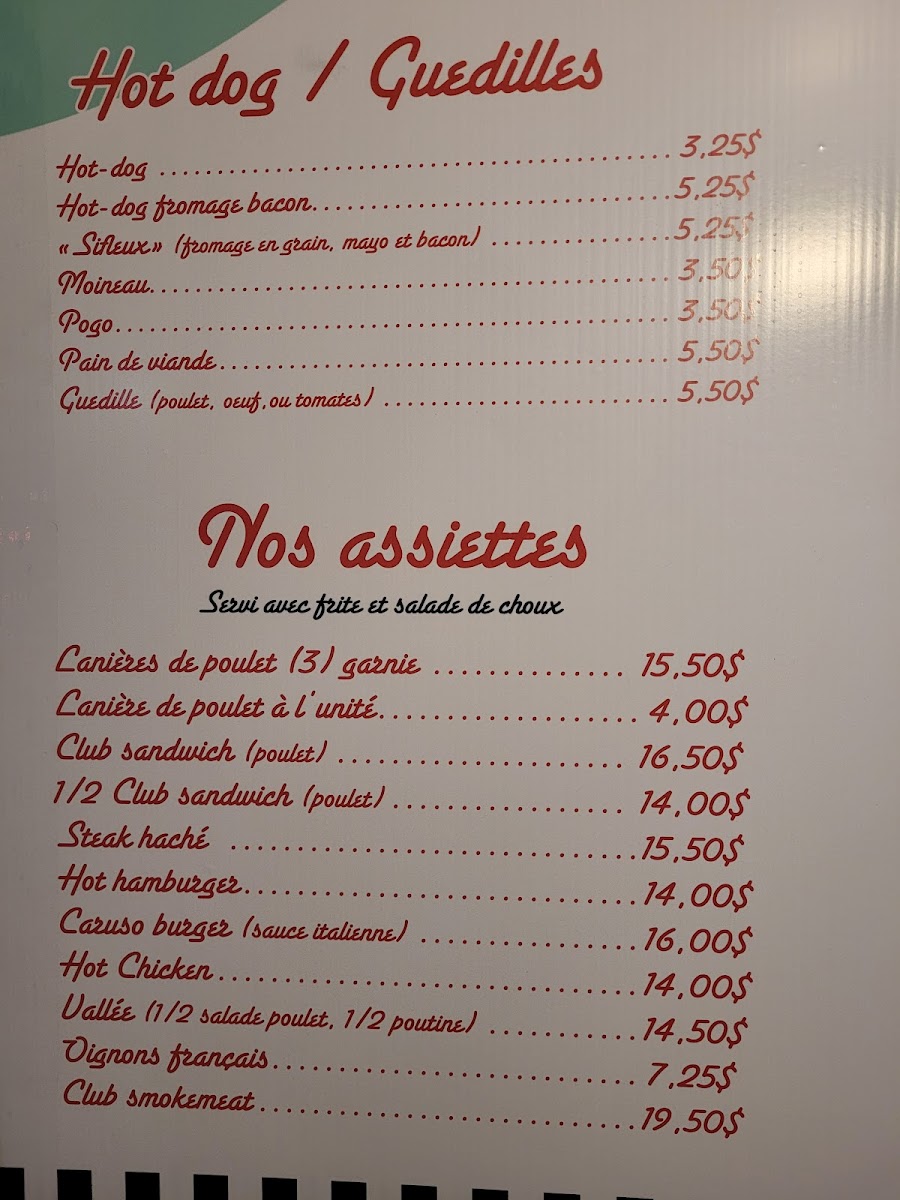 Hot dog / Guedilles
Hot-dog ........................................ 3,25$
Hot-dog fromage bacon........................................ 5,25$
« Sifleux» (fromage en grain, mayo et bacon) ................ 5,25$
Moineau........................................ 3,50$
Pogo........................................ 3,50$
Pain de viande........................................ 5,50$
Guedille (poulet, oeuf,ou tomates) ........................ 5,50$
Nos assiettes
Servi avec frite et salade de choux
Lanières de poulet (3) garnie .............. 15,50$
Lanière de poulet à l'unité................... 4,00$
Club sandwich (poulet) ..................... 16,50$
1/2 Club sandwich (poulet) ................. 14,00$
Steak haché ............................. 15,50$
Hot hamburger............................ 14,00$
Caruso burger (sauce italienne) ................ 16,00$
Hot Chicken.............................. 14,00$
Vallée (1/2 salade poulet, 1/2 poutine) ........... 14,50$
Oignons français.......................... 7,25$
Club smokemeat........................... 19,50$